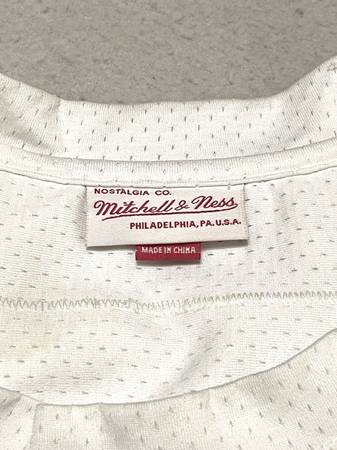 NOSTALGIA CO.
Mitchell & Ness
PHILADELPHIA, PA. U.S.A.
MADE IN CHINA